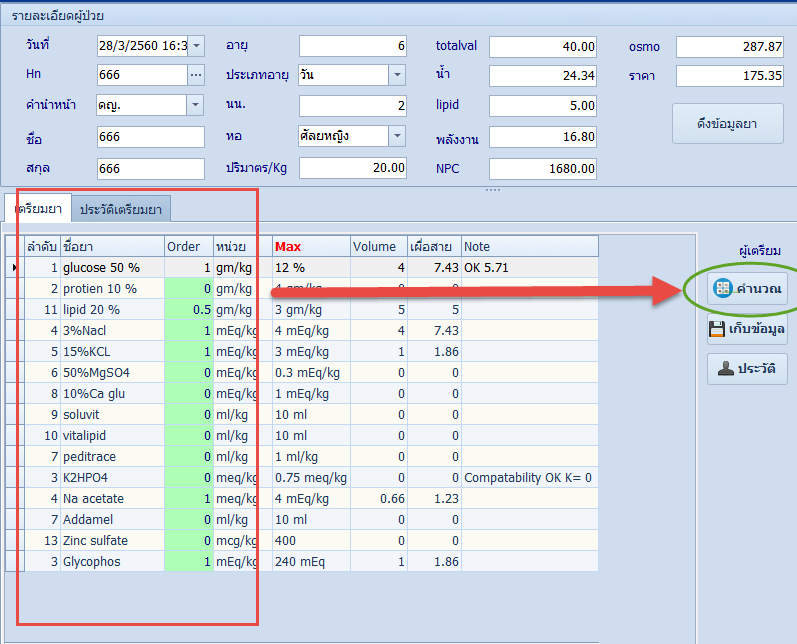 รายละเอียดผู้ป่วย
วันที่ 28/3/2560 16:3 อายุ 6 totalval 40.00 osmo 287.87
Hn 666 ประเภทอายุ วัน น้ำ 24.34 ราคา 175.35
คำนำหน้า ดญ. นน. 2 lipid 5.00 ดึงข้อมูลยา
ชื่อ 666 หอ ศัลยหญิง พลังงาน 16.80
สกุล 666 ปริมาตร/Kg 20.00 NPC 1680.00
เตรียมยา ประวัติเตรียมยา
ลำดับ ชื่อยา Order หน่วย Max Volume เผื่อสาย Note ผู้เตรียม
1 glucose 50 % 1 gm/kg 12 % 4 7.43 OK 5.71
2 protien 10 % 0 gm/kg 4 gm/kg 0 0 คำนวณ
11 lipid 20 % 0.5 gm/kg 3 gm/kg 5 5
4 3%Nacl 1 mEq/kg 4 mEq/kg 4 7.43 เก็บข้อมูล
5 15%KCL 1 mEq/kg 3 mEq/kg 1 1.86
6 50%MgSO4 0 mEq/kg 0.3 mEq/kg 0 0 ประวัติ
8 10%Ca glu 0 mEq/kg 1 mEq/kg 0 0
9 soluvit 0 ml/kg 10 ml 0 0
10 vitalipid 0 ml/kg 10 ml 0 0
7 peditrace 0 ml/kg 1 ml/kg 0 0
3 K2HPO4 0 meq/kg 0.75 meq/kg 0 0 Compatability OK K= 0
4 Na acetate 1 meq/kg 4 mEq/kg 0.66 1.23
7 Addamel 0 ml/kg 10 ml 0 0
13 Zinc sulfate 0 mcg/kg 400 0 0
3 Glycophos 1 mEq/kg 240 mEq 1 1.86